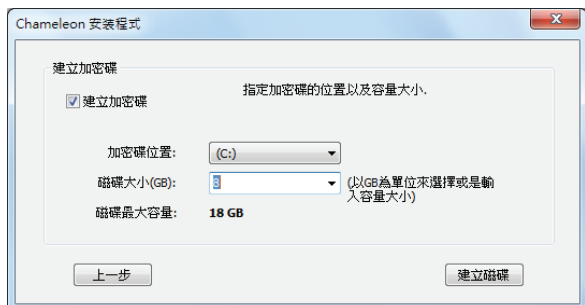 Chameleon 安裝程式
建立加密碟
建立加密碟
指定加密碟的位置以及容量大小.
加密碟位置:
(C:)
磁碟大小(GB):
8
(以GB為單位來選擇或是輸
入容量大小)
磁碟最大容量:
18 GB
上一步
建立磁碟